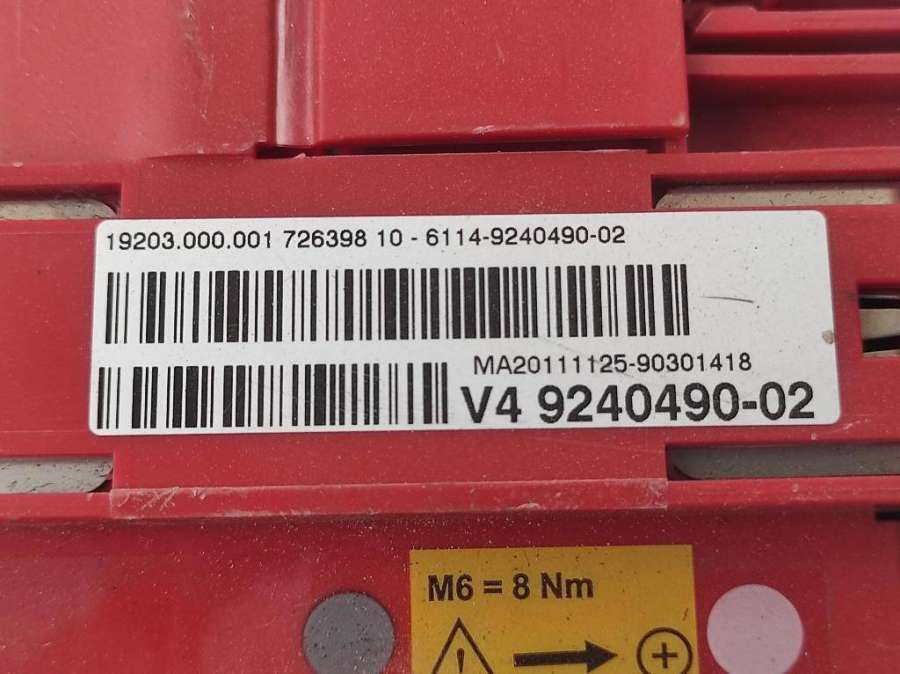 19203.000.001 726398 10 - 6114-9240490-02
MA20111125-90301418
V4 9240490-02
M6 = 8 Nm